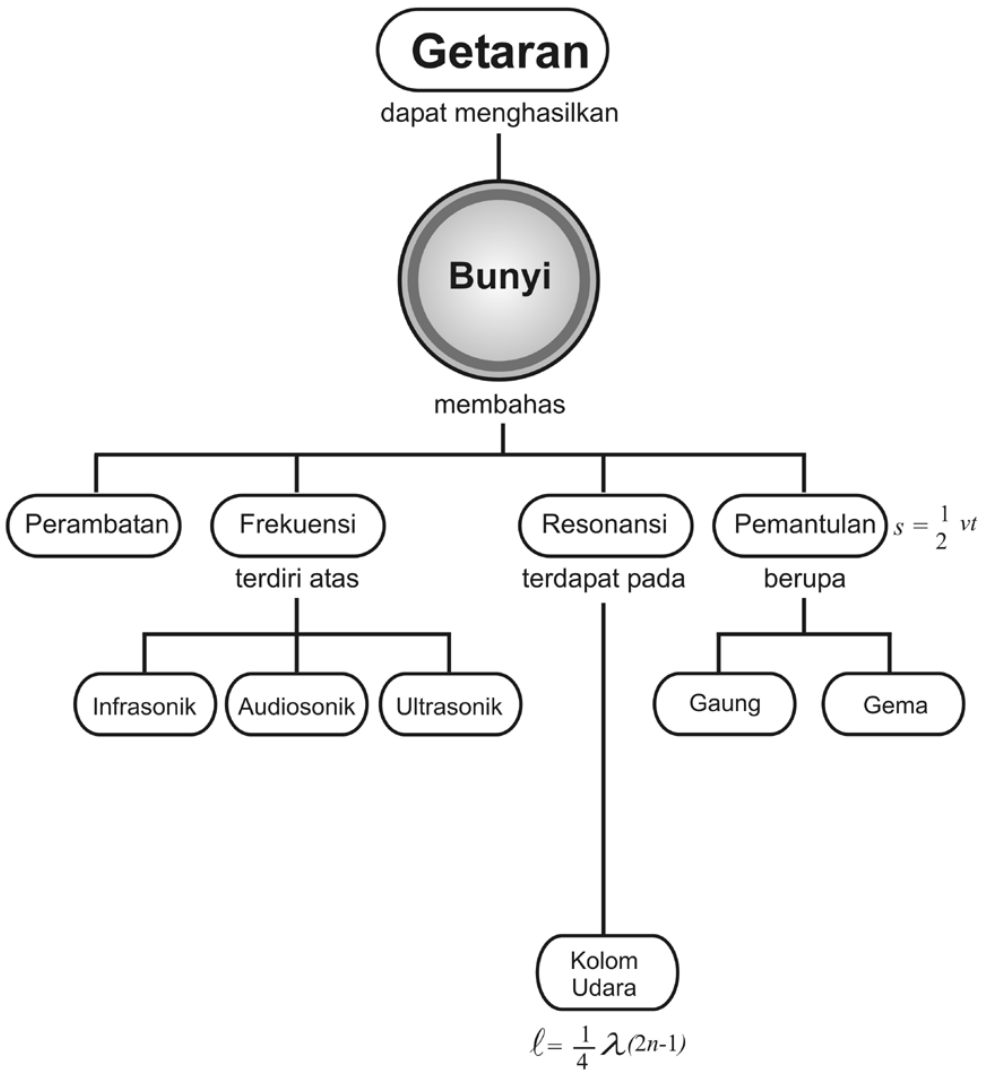 Getaran
dapat menghasilkan
Bunyi
membahas
Perambatan
Frekuensi
Resonansi
Pemantulan
s = 1/2 vt
terdiri atas
terdapat pada
berupa
Infrasonik
Audiosonik
Ultrasonik
Gaung
Gema
Kolom
Udara
ℓ = 1/4 λ(2n-1)